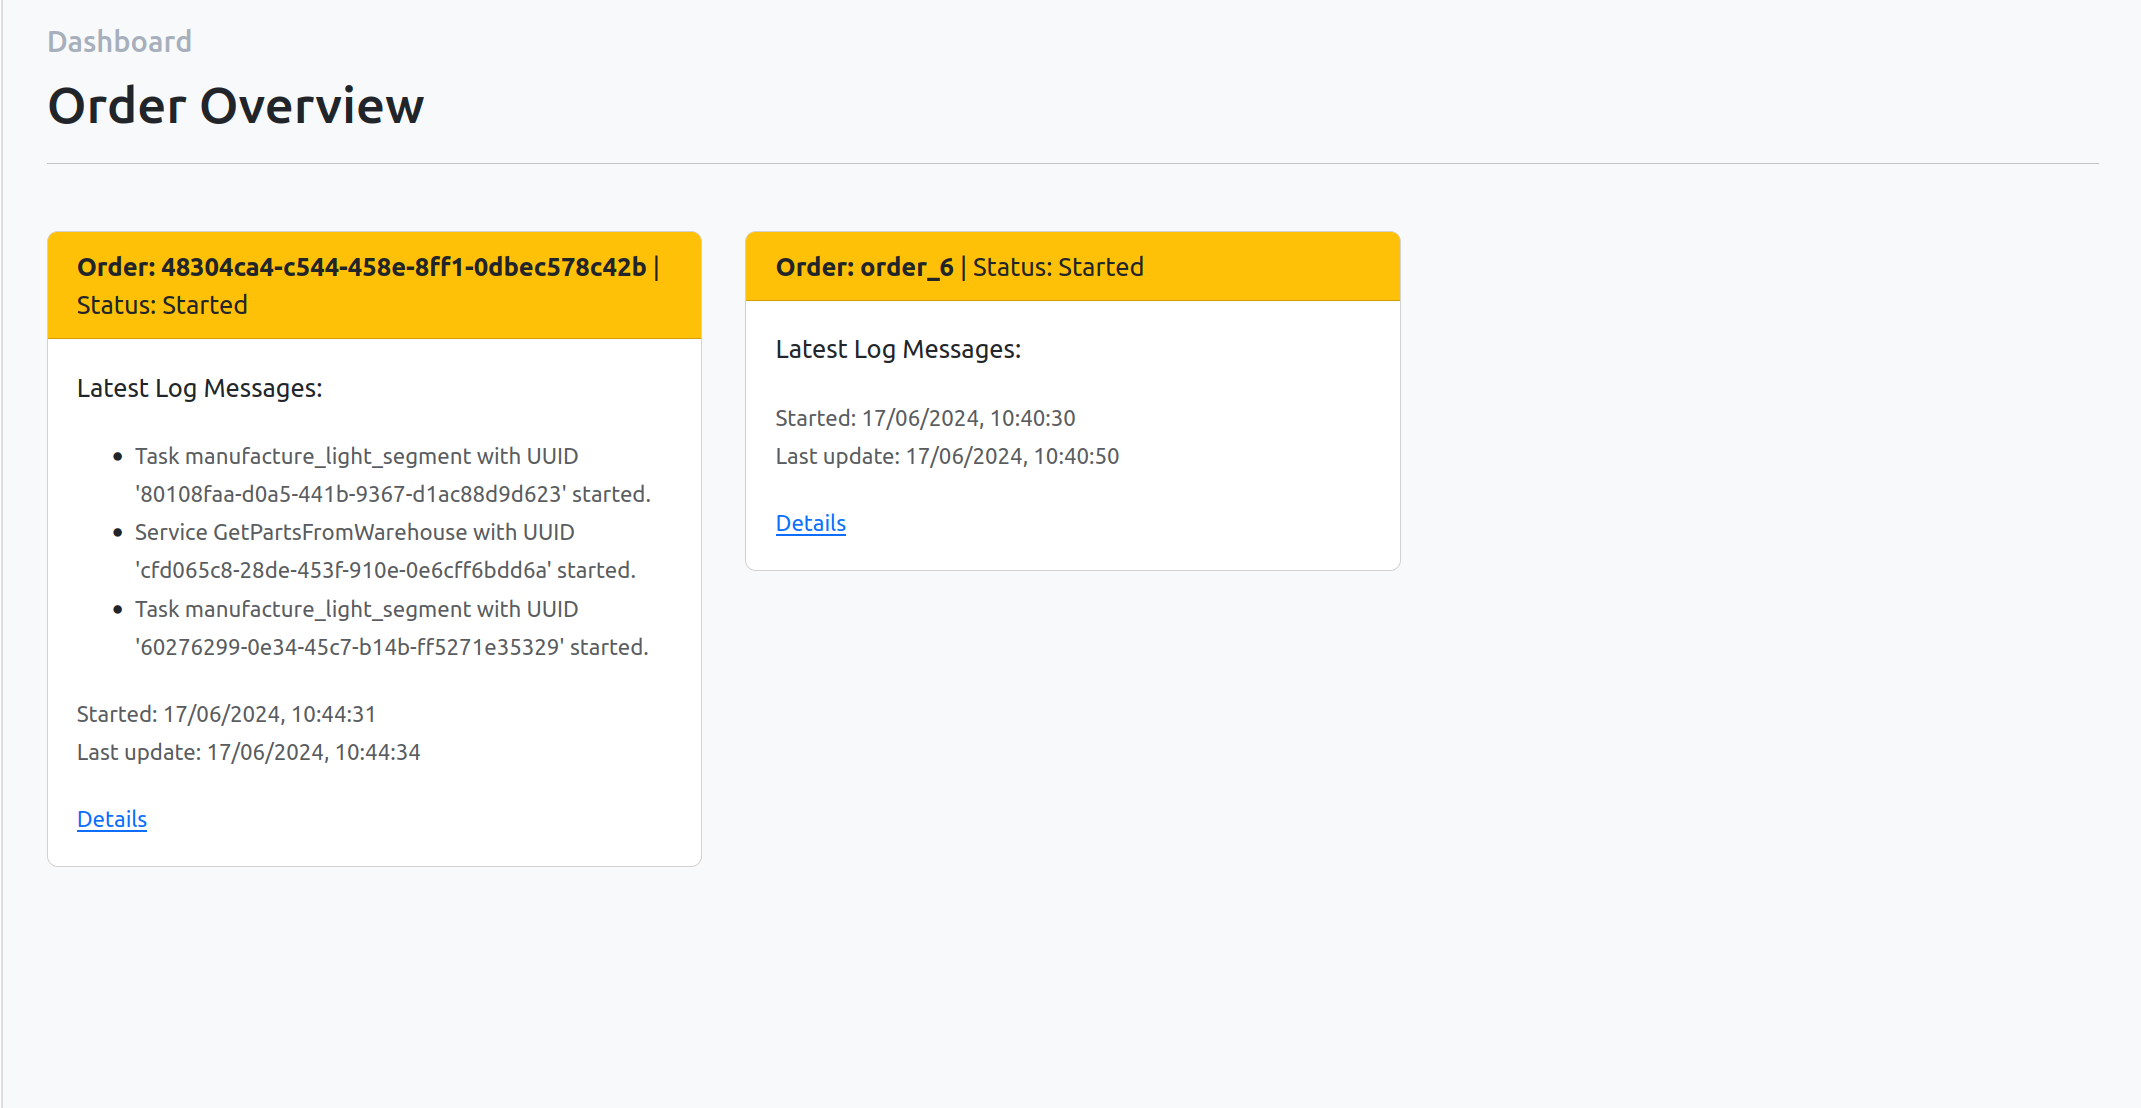 Dashboard
Order Overview
Order: 48304ca4-c544-458e-8ff1-0dbec578c42b |
Status: Started
Latest Log Messages:
Task manufacture_light_segment with UUID
'80108faa-d0a5-441b-9367-d1ac88d9d623' started.
Service GetPartsFromWarehouse with UUID
'cfd065c8-28de-453f-910e-0e6cff6bdd6a' started.
Task manufacture_light_segment with UUID
'60276299-0e34-45c7-b14b-ff5271e35329' started.
Started: 17/06/2024, 10:44:31
Last update: 17/06/2024, 10:44:34
Details
Order: order_6 | Status: Started
Latest Log Messages:
Started: 17/06/2024, 10:40:30
Last update: 17/06/2024, 10:40:50
Details